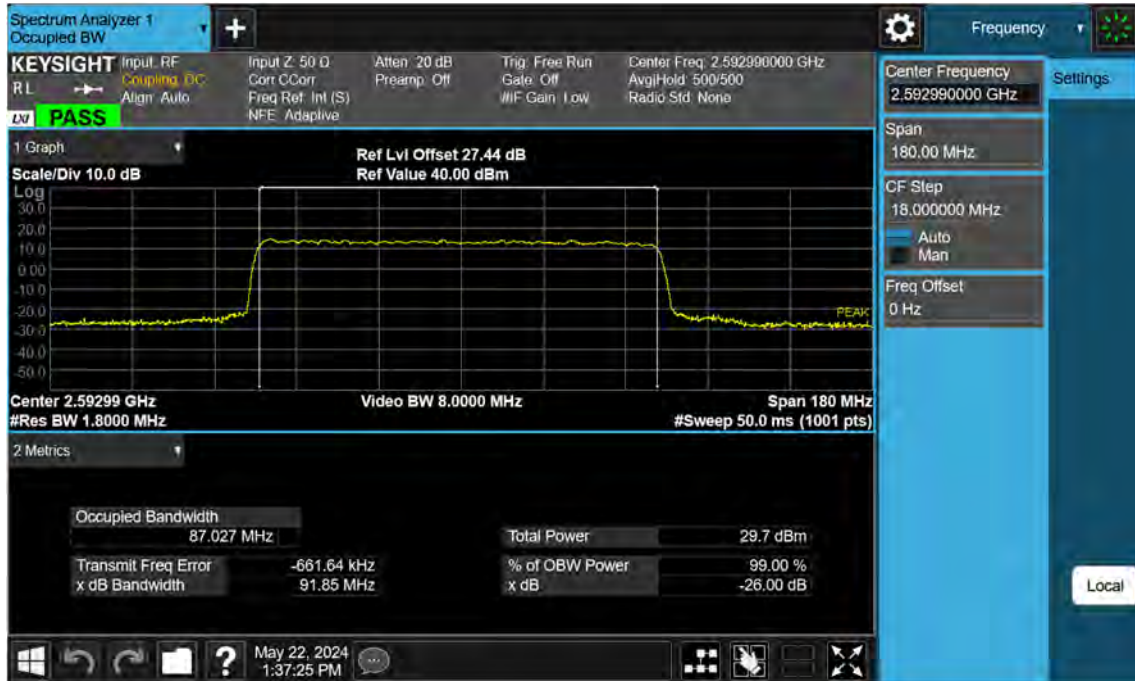 Spectrum Analyzer 1
Occupied BW
Frequency
KEYSIGHT
Input: RF
Coupling: DC
Align: Auto
Input Z: 50 Ω
Corr CCorr
Freq Ref: Int (S)
NFE: Adaptive
Atten: 20 dB
Preamp: Off
Trig: Free Run
Gate: Off
#IF Gain: Low
Center Freq: 2.592990000 GHz
Avg|Hold: 500/500
Radio Std: None
RL
LXI
PASS
1 Graph
Scale/Div 10.0 dB
Ref Lvl Offset 27.44 dB
Ref Value 40.00 dBm
Log
30.0
20.0
10.0
0.00
-10.0
-20.0
-30.0
-40.0
-50.0
PEAK
Center 2.59299 GHz
#Res BW 1.8000 MHz
Video BW 8.0000 MHz
Span 180 MHz
#Sweep 50.0 ms (1001 pts)
2 Metrics
Occupied Bandwidth
87.027 MHz
Total Power 29.7 dBm
Transmit Freq Error -661.64 kHz
% of OBW Power 99.00 %
x dB Bandwidth 91.85 MHz
x dB -26.00 dB
May 22, 2024
1:37:25 PM
Center Frequency
2.592990000 GHz
Settings
Span
180.00 MHz
CF Step
18.000000 MHz
Auto
Man
Freq Offset
0 Hz
Local